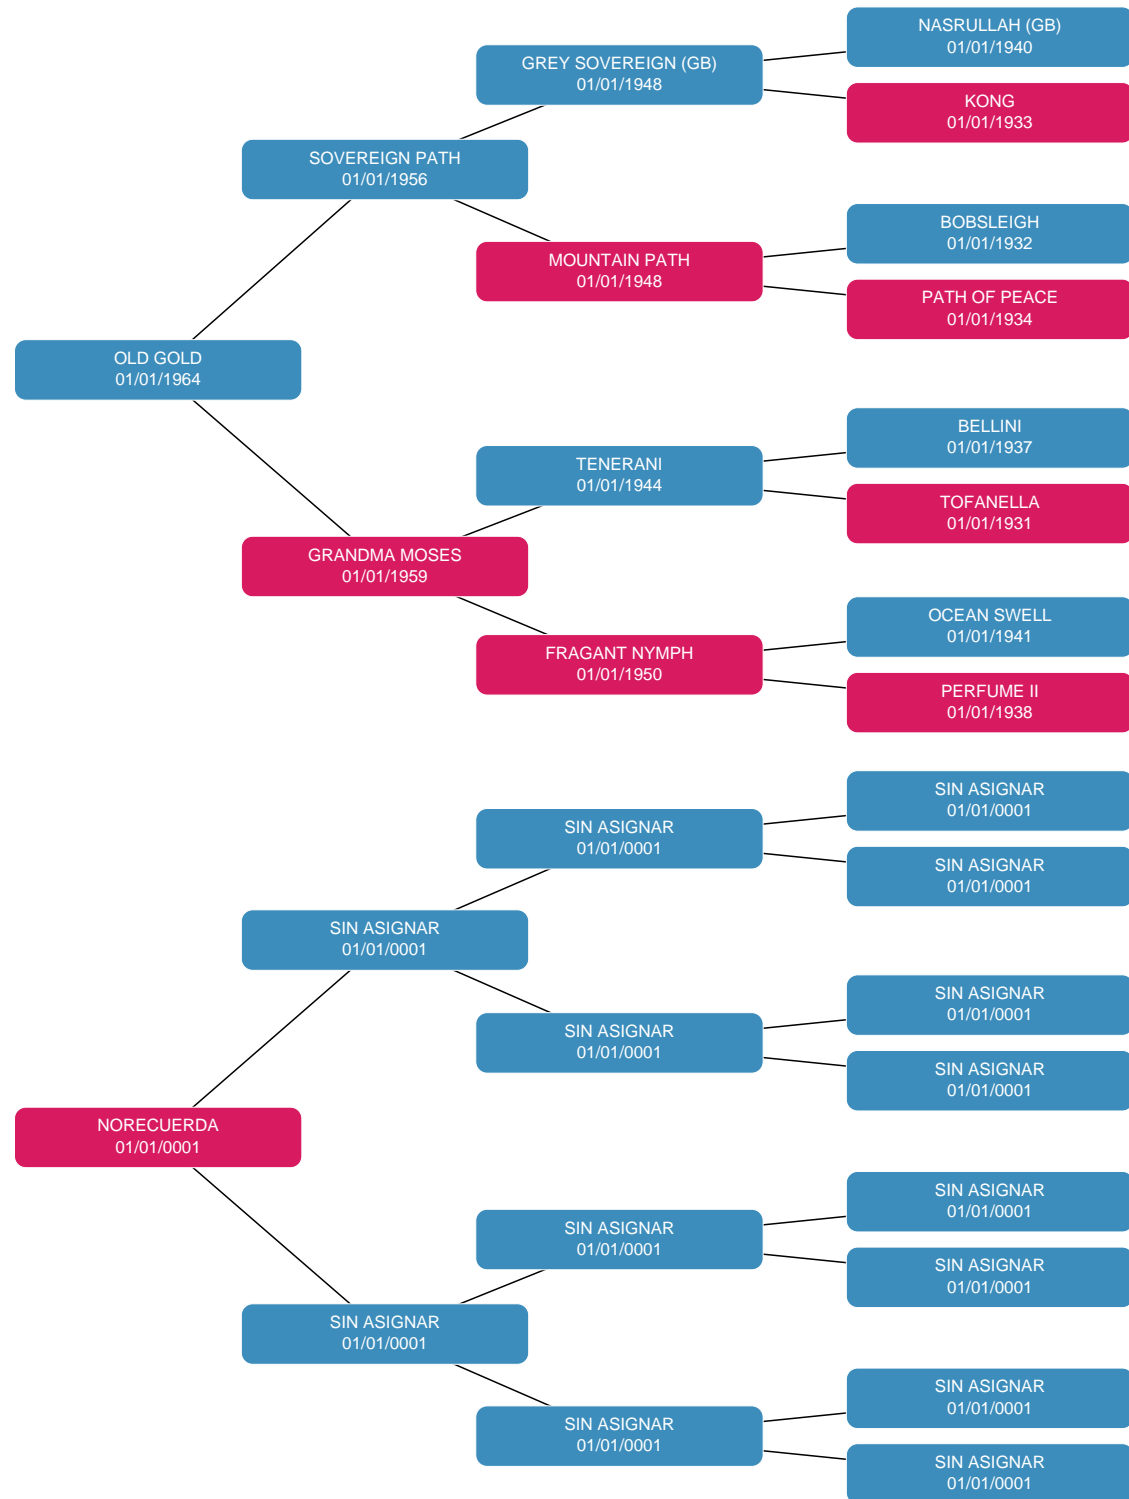 NASRULLAH (GB)
01/01/1940
GREY SOVEREIGN (GB)
01/01/1948
KONG
01/01/1933
SOVEREIGN PATH
01/01/1956
BOBSLEIGH
01/01/1932
MOUNTAIN PATH
01/01/1948
PATH OF PEACE
01/01/1934
OLD GOLD
01/01/1964
BELLINI
01/01/1937
TENERANI
01/01/1944
TOFANELLA
01/01/1931
GRANDMA MOSES
01/01/1959
OCEAN SWELL
01/01/1941
FRAGANT NYMPH
01/01/1950
PERFUME II
01/01/1938
SIN ASIGNAR
01/01/0001
SIN ASIGNAR
01/01/0001
SIN ASIGNAR
01/01/0001
SIN ASIGNAR
01/01/0001
SIN ASIGNAR
01/01/0001
SIN ASIGNAR
01/01/0001
SIN ASIGNAR
01/01/0001
NORECUERDA
01/01/0001
SIN ASIGNAR
01/01/0001
SIN ASIGNAR
01/01/0001
SIN ASIGNAR
01/01/0001
SIN ASIGNAR
01/01/0001
SIN ASIGNAR
01/01/0001
SIN ASIGNAR
01/01/0001
SIN ASIGNAR
01/01/0001